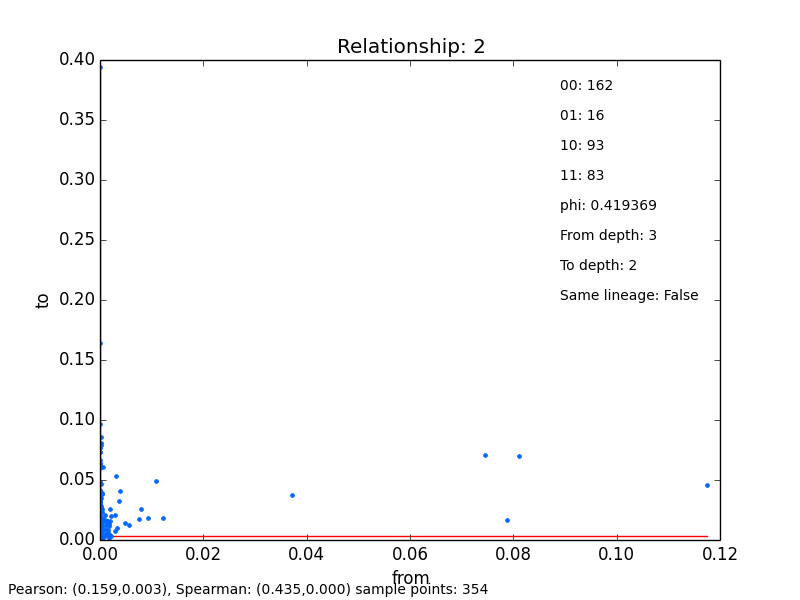 Relationship: 2
0.40
0.35
0.30
0.25
0.20
0.15
0.10
0.05
0.00
to
00: 162
01: 16
10: 93
11: 83
phi: 0.419369
From depth: 3
To depth: 2
Same lineage: False
0.00 0.02 0.04 0.06 0.08 0.10 0.12
from
Pearson: (0.159,0.003), Spearman: (0.435,0.000) sample points: 354